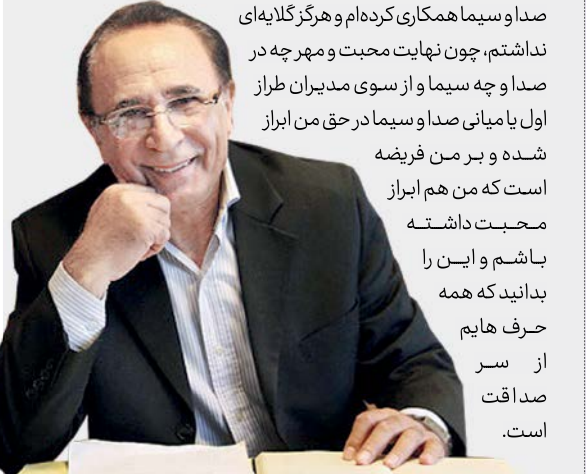 صدا و سیما همکاری کرده‌ام و هرگز گلایه‌ای
نداشتم، چون نهایت محبت و مهر چه در
صدا و چه سیما و از سوی مدیران طراز
اول یا میانی صدا و سیما در حق من ابراز
شده و بر من فریضه
است که من هم ابراز
محبت داشته
باشم و این را
بدانید که همه
حرف هایم
از سر
صداقت
است.